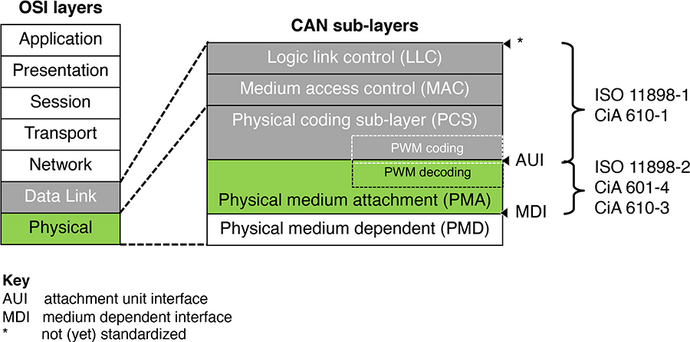 OSI layers
Application
Presentation
Session
Transport
Network
Data Link
Physical
CAN sub-layers
Logic link control (LLC)
Medium access control (MAC)
Physical coding sub-layer (PCS)
PWM coding
PWM decoding
Physical medium attachment (PMA)
Physical medium dependent (PMD)
*
AUI
MDI
ISO 11898-1
CiA 610-1
ISO 11898-2
CiA 601-4
CiA 610-3
Key
AUI attachment unit interface
MDI medium dependent interface
* not (yet) standardized